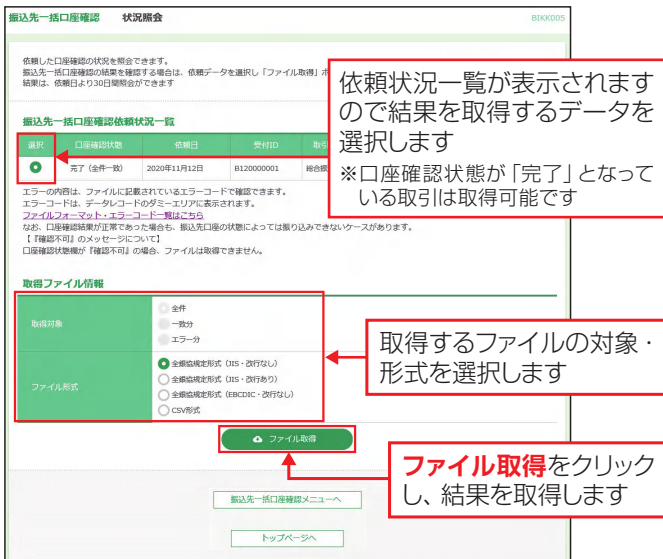 振込先一括口座確認 状況照会
BIKK005
依頼した口座確認の状況を照会できます。
振込先一括口座確認の結果を確認する場合は、依頼データを選択し「ファイル取得」ボ
結果は、依頼日より30日間照会ができます
依頼状況一覧が表示されます
ので結果を取得するデータを
選択します
※口座確認状態が「完了」となって
いる取引は取得可能です
振込先一括口座確認依頼状況一覧
選択 口座確認状態 依頼日 受付ID 取引
完了(全件一致) 2020年11月12日 B120000001 総合振
エラーの内容は、ファイルに記載されているエラーコードで確認できます。
エラーコードは、データレコードのダミーエリアに表示されます。
ファイルフォーマット・エラーコード一覧はこちら
なお、口座確認結果が正常であった場合も、振込先口座の状態によっては振り込みできないケースがあります。
【『確認不可』のメッセージについて】
口座確認状態欄が『確認不可』の場合、ファイルは取得できません。
取得ファイル情報
取得対象
全件
一致分
エラー分
取得するファイルの対象・
形式を選択します
ファイル形式
全銀協規定形式(JIS・改行なし)
全銀協規定形式(JIS・改行あり)
全銀協規定形式(EBCDIC・改行なし)
CSV形式
ファイル取得
ファイル取得をクリック
し、結果を取得します
振込先一括口座確認メニューへ
トップページへ